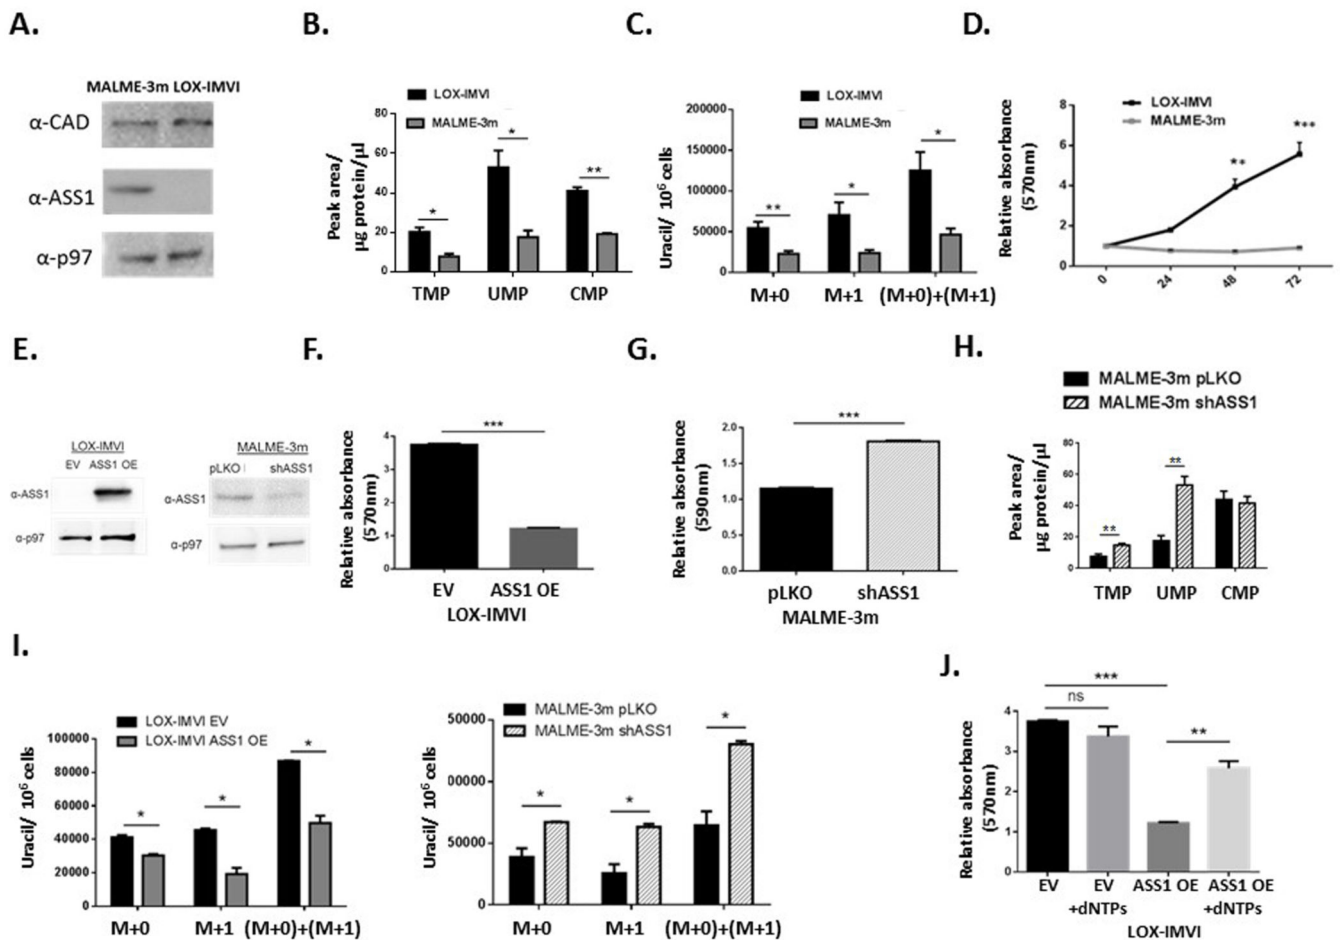 A.
MALME-3m LOX-IMVI
α-CAD
α-ASS1
α-p97
B.
LOX-IMVI
MALME-3m
Peak area/
µg protein/µl
80
60
40
20
0
*
*
**
TMP UMP CMP
C.
LOX-IMVI
MALME-3m
Uracil/ 10⁶ cells
200000
150000
100000
50000
0
**
*
*
M+0 M+1 (M+0)+(M+1)
D.
LOX-IMVI
MALME-3m
Relative absorbance
(570nm)
8
6
4
2
0
**
***
0 24 48 72
E.
LOX-IMVI
EV ASS1 OE
α-ASS1
α-p97
MALME-3m
pLKO shASS1
α-ASS1
α-p97
F.
Relative absorbance
(570nm)
4
3
2
1
0
***
EV ASS1 OE
LOX-IMVI
G.
Relative absorbance
(590nm)
2.0
1.5
1.0
0.5
0.0
***
pLKO shASS1
MALME-3m
H.
MALME-3m pLKO
MALME-3m shASS1
Peak area/
µg protein/µl
80
60
40
20
0
**
**
TMP UMP CMP
I.
LOX-IMVI EV
LOX-IMVI ASS1 OE
Uracil/ 10⁶ cells
100000
80000
60000
40000
20000
0
*
*
*
M+0 M+1 (M+0)+(M+1)
MALME-3m pLKO
MALME-3m shASS1
Uracil/ 10⁶ cells
50000
00000
50000
0
*
*
*
M+0 M+1 (M+0)+(M+1)
J.
Relative absorbance
(570nm)
4
3
2
1
0
***
ns
**
EV EV ASS1 OE ASS1 OE
+dNTPs +dNTPs
LOX-IMVI